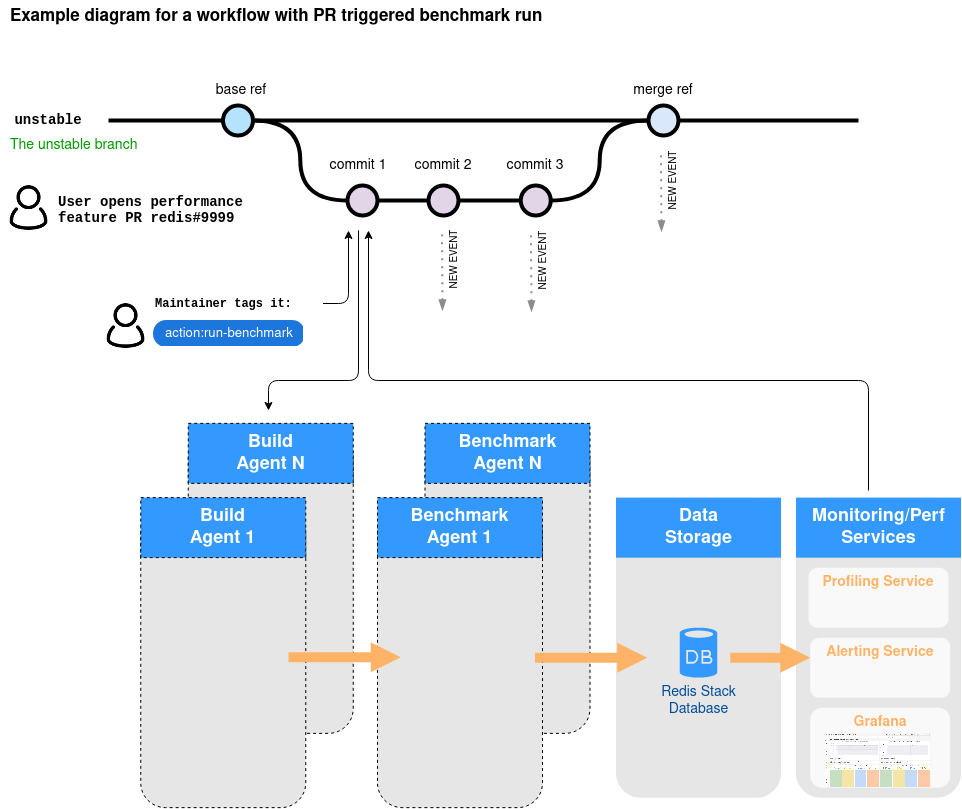 Example diagram for a workflow with PR triggered benchmark run
base ref
merge ref
unstable
The unstable branch
commit 1
commit 2
commit 3
NEW EVENT
User opens performance
feature PR redis#9999
NEW EVENT
NEW EVENT
Maintainer tags it:
action:run-benchmark
Build
Agent N
Benchmark
Agent N
Build
Agent 1
Benchmark
Agent 1
Data
Storage
Monitoring/Perf
Services
Profiling Service
Alerting Service
DB
Redis Stack
Database
Grafana